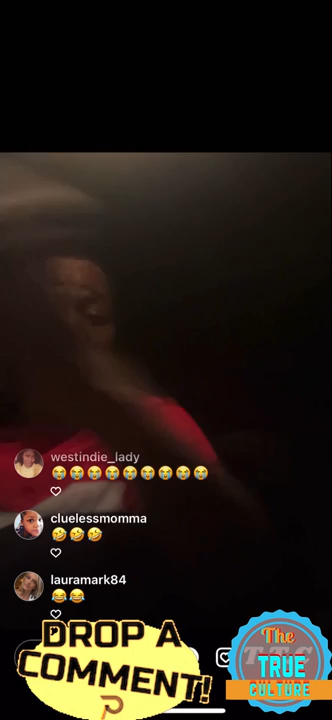 westindie_lady
😭😭😭😭😭😭😭😭😭
cluelessmomma
🤣🤣🤣
lauramark84
😂😂
DROP A
COMMENT!
The
TRUE
CULTURE